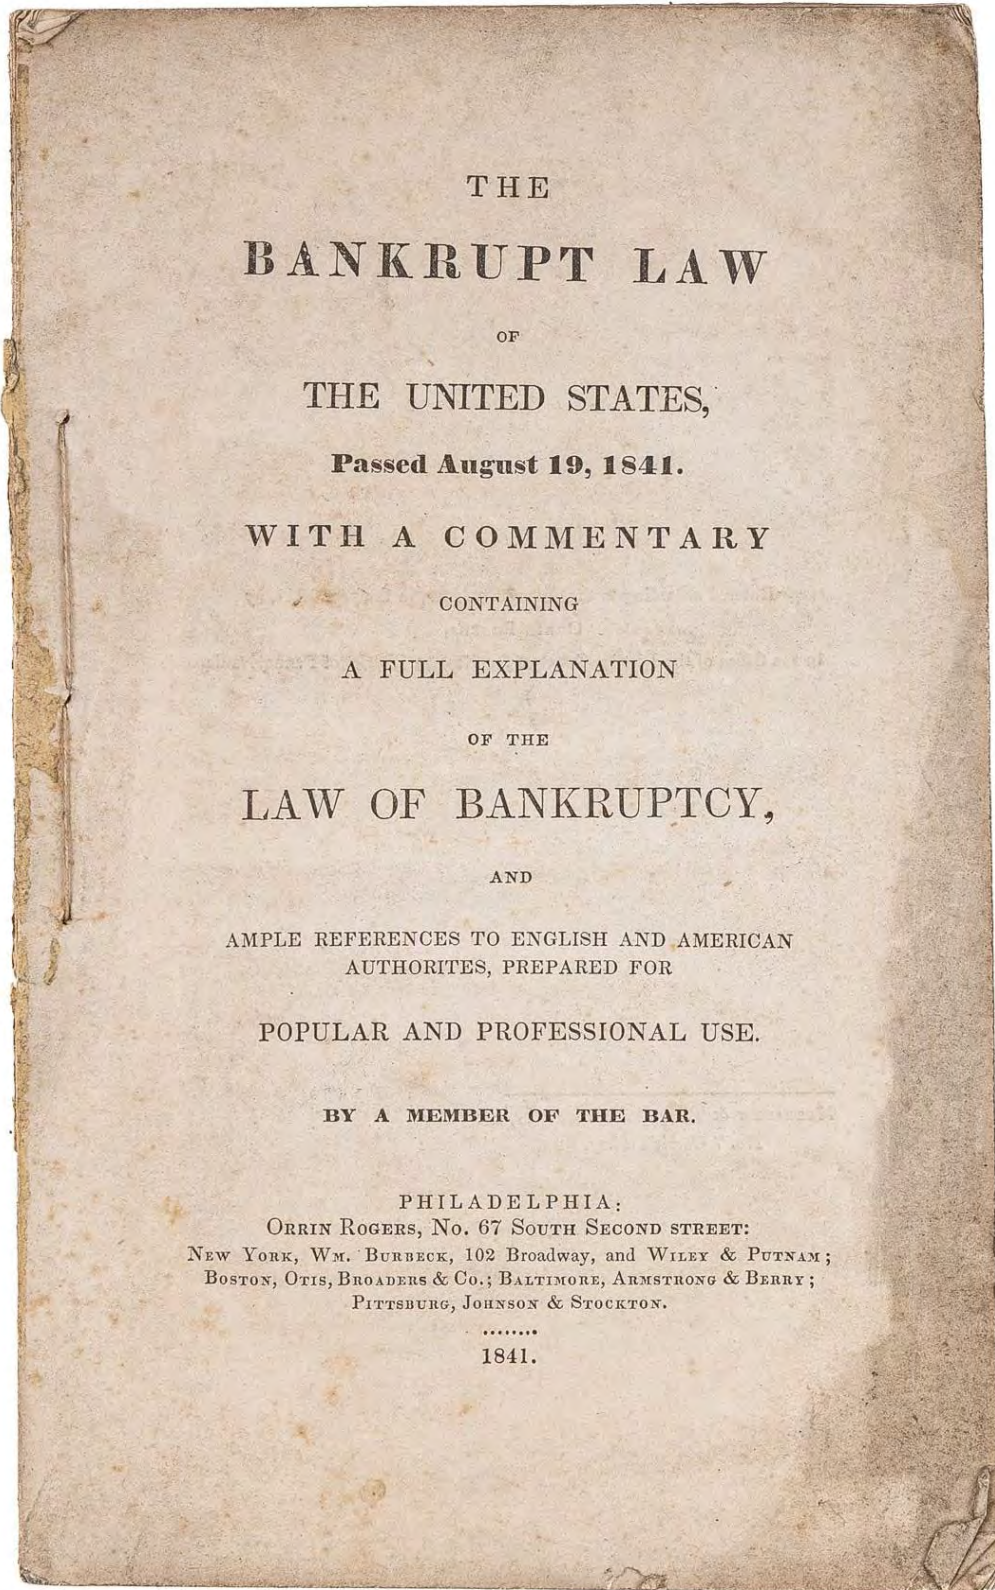 THE
BANKRUPT LAW
OF
THE UNITED STATES,
Passed August 19, 1841.
WITH A COMMENTARY
CONTAINING
A FULL EXPLANATION
OF THE
LAW OF BANKRUPTCY,
AND
AMPLE REFERENCES TO ENGLISH AND AMERICAN
AUTHORITES, PREPARED FOR
POPULAR AND PROFESSIONAL USE.
BY A MEMBER OF THE BAR.
PHILADELPHIA:
ORRIN ROGERS, NO. 67 SOUTH SECOND STREET:
NEW YORK, WM. BURBECK, 102 Broadway, and WILEY & PUTNAM;
BOSTON, OTIS, BROADERS & CO.; BALTIMORE, ARMSTRONG & BERRY;
PITTSBURG, JOHNSON & STOCKTON.
........
1841.